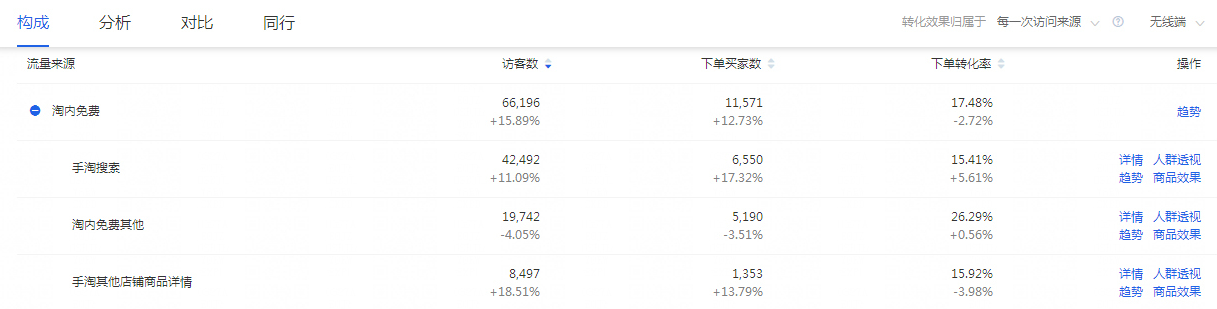 构成 分析 对比 同行 转化效果归属于 每一次访问来源 无线端
流量来源 访客数 下单买家数 下单转化率 操作
淘内免费 66,196 11,571 17.48% 趋势
+15.89% +12.73% -2.72%
手淘搜索 42,492 6,550 15.41% 详情 人群透视
+11.09% +17.32% +5.61% 趋势 商品效果
淘内免费其他 19,742 5,190 26.29% 详情 人群透视
-4.05% -3.51% +0.56% 趋势 商品效果
手淘其他店铺商品详情 8,497 1,353 15.92% 详情 人群透视
+18.51% +13.79% -3.98% 趋势 商品效果